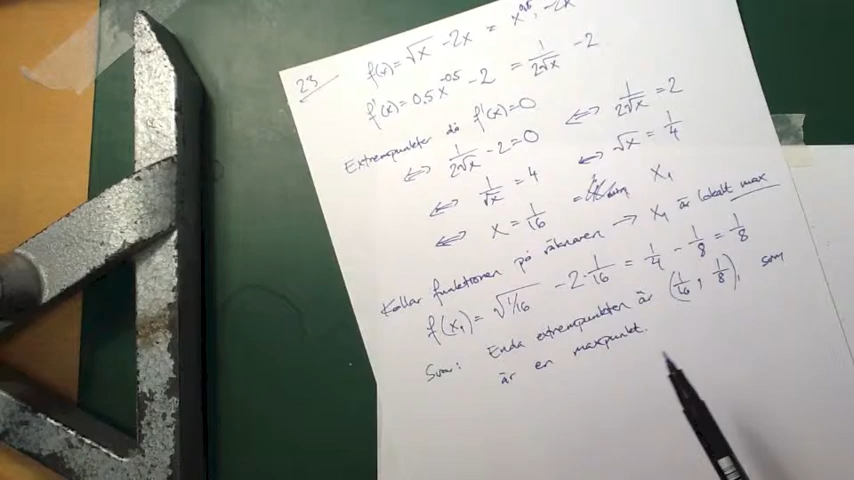 23
f(x) = √x - 2x = x^0.5 - 2x
f'(x) = 0.5x^-0.5 - 2 = 1/(2√x) - 2
Extrempunkter då f'(x)=0
⇔ 1/(2√x) - 2 = 0 ⇔ 1/(2√x) = 2
⇔ 1/√x = 4 ⇔ √x = 1/4
⇔ x = 1/16 = x₁
Kollar funktionen på räknaren → x₁ är lokalt max
f(x₁) = √(1/16) - 2·1/16 = 1/4 - 1/8 = 1/8
Svar: Enda extrempunkten är (1/16, 1/8), som
är en maxpunkt.